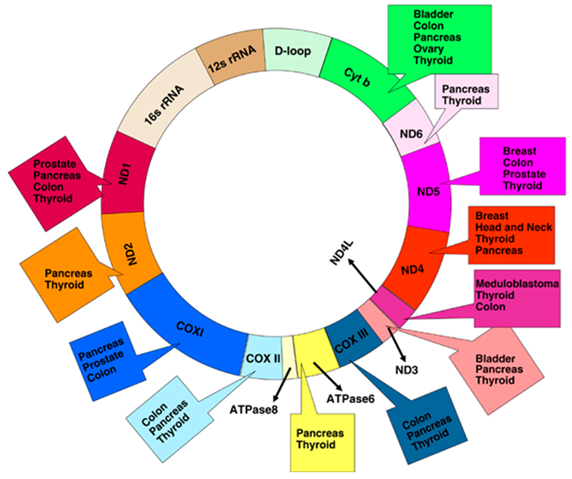 Bladder
Colon
Pancreas
Ovary
Thyroid
D-loop
12s rRNA
Cyt b
Pancreas
Thyroid
16s rRNA
ND6
Breast
Colon
Prostate
Thyroid
Prostate
Pancreas
Colon
Thyroid
ND1
ND5
Breast
Head and Neck
Thyroid
Pancreas
ND2
ND4L
ND4
Pancreas
Thyroid
Meduloblastoma
Thyroid
Colon
COXI
COX II
COX III
Pancreas
Prostate
Colon
Bladder
Pancreas
Thyroid
ND3
ATPase8
ATPase6
Colon
Pancreas
Thyroid
Pancreas
Thyroid
Colon
Pancreas
Thyroid